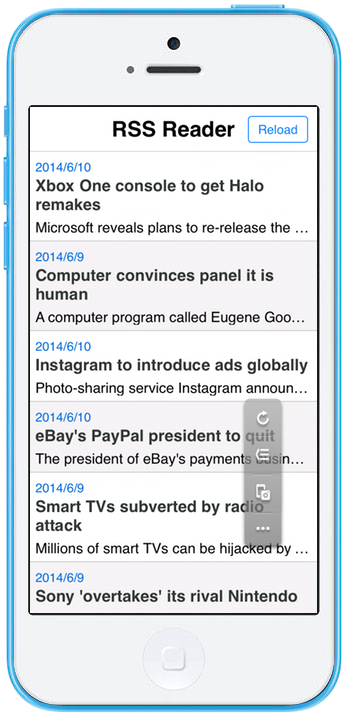 RSS Reader
Reload
2014/6/10
Xbox One console to get Halo
remakes
Microsoft reveals plans to re-release the ...
2014/6/9
Computer convinces panel it is
human
A computer program called Eugene Goo...
2014/6/10
Instagram to introduce ads globally
Photo-sharing service Instagram announ...
2014/6/10
eBay's PayPal president to quit
The president of eBay's payments busin...
2014/6/9
Smart TVs subverted by radio
attack
Millions of smart TVs can be hijacked by ...
2014/6/9
Sony 'overtakes' its rival Nintendo